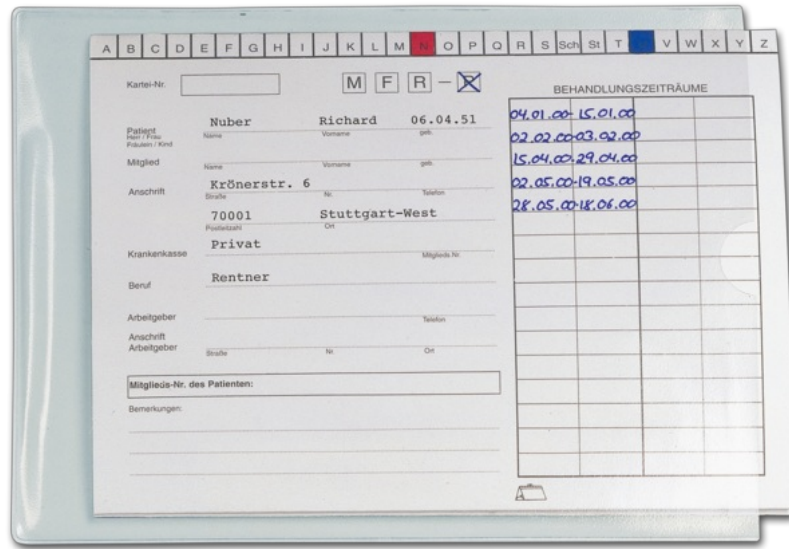 A B C D E F G H I J K L M N O P Q R S Sch St T U V W X Y Z
Kartei-Nr.
M F R – P
BEHANDLUNGSZEITRÄUME
04.01.00-15.01.00
02.02.00-03.02.00
15.04.00-29.04.00
02.05.00-19.05.00
28.05.00-18.06.00
Nuber Richard 06.04.51
Patient Name Vorname geb.
Herr / Frau
Fräulein / Kind
Mitglied Name Vorname geb.
Krönerstr. 6
Anschrift Straße Nr. Telefon
70001 Stuttgart-West
Postleitzahl Ort
Privat
Krankenkasse Mitglieds.Nr.
Rentner
Beruf
Arbeitgeber Telefon
Anschrift
Arbeitgeber Straße Nr. Ort
Mitglieds-Nr. des Patienten:
Bemerkungen: